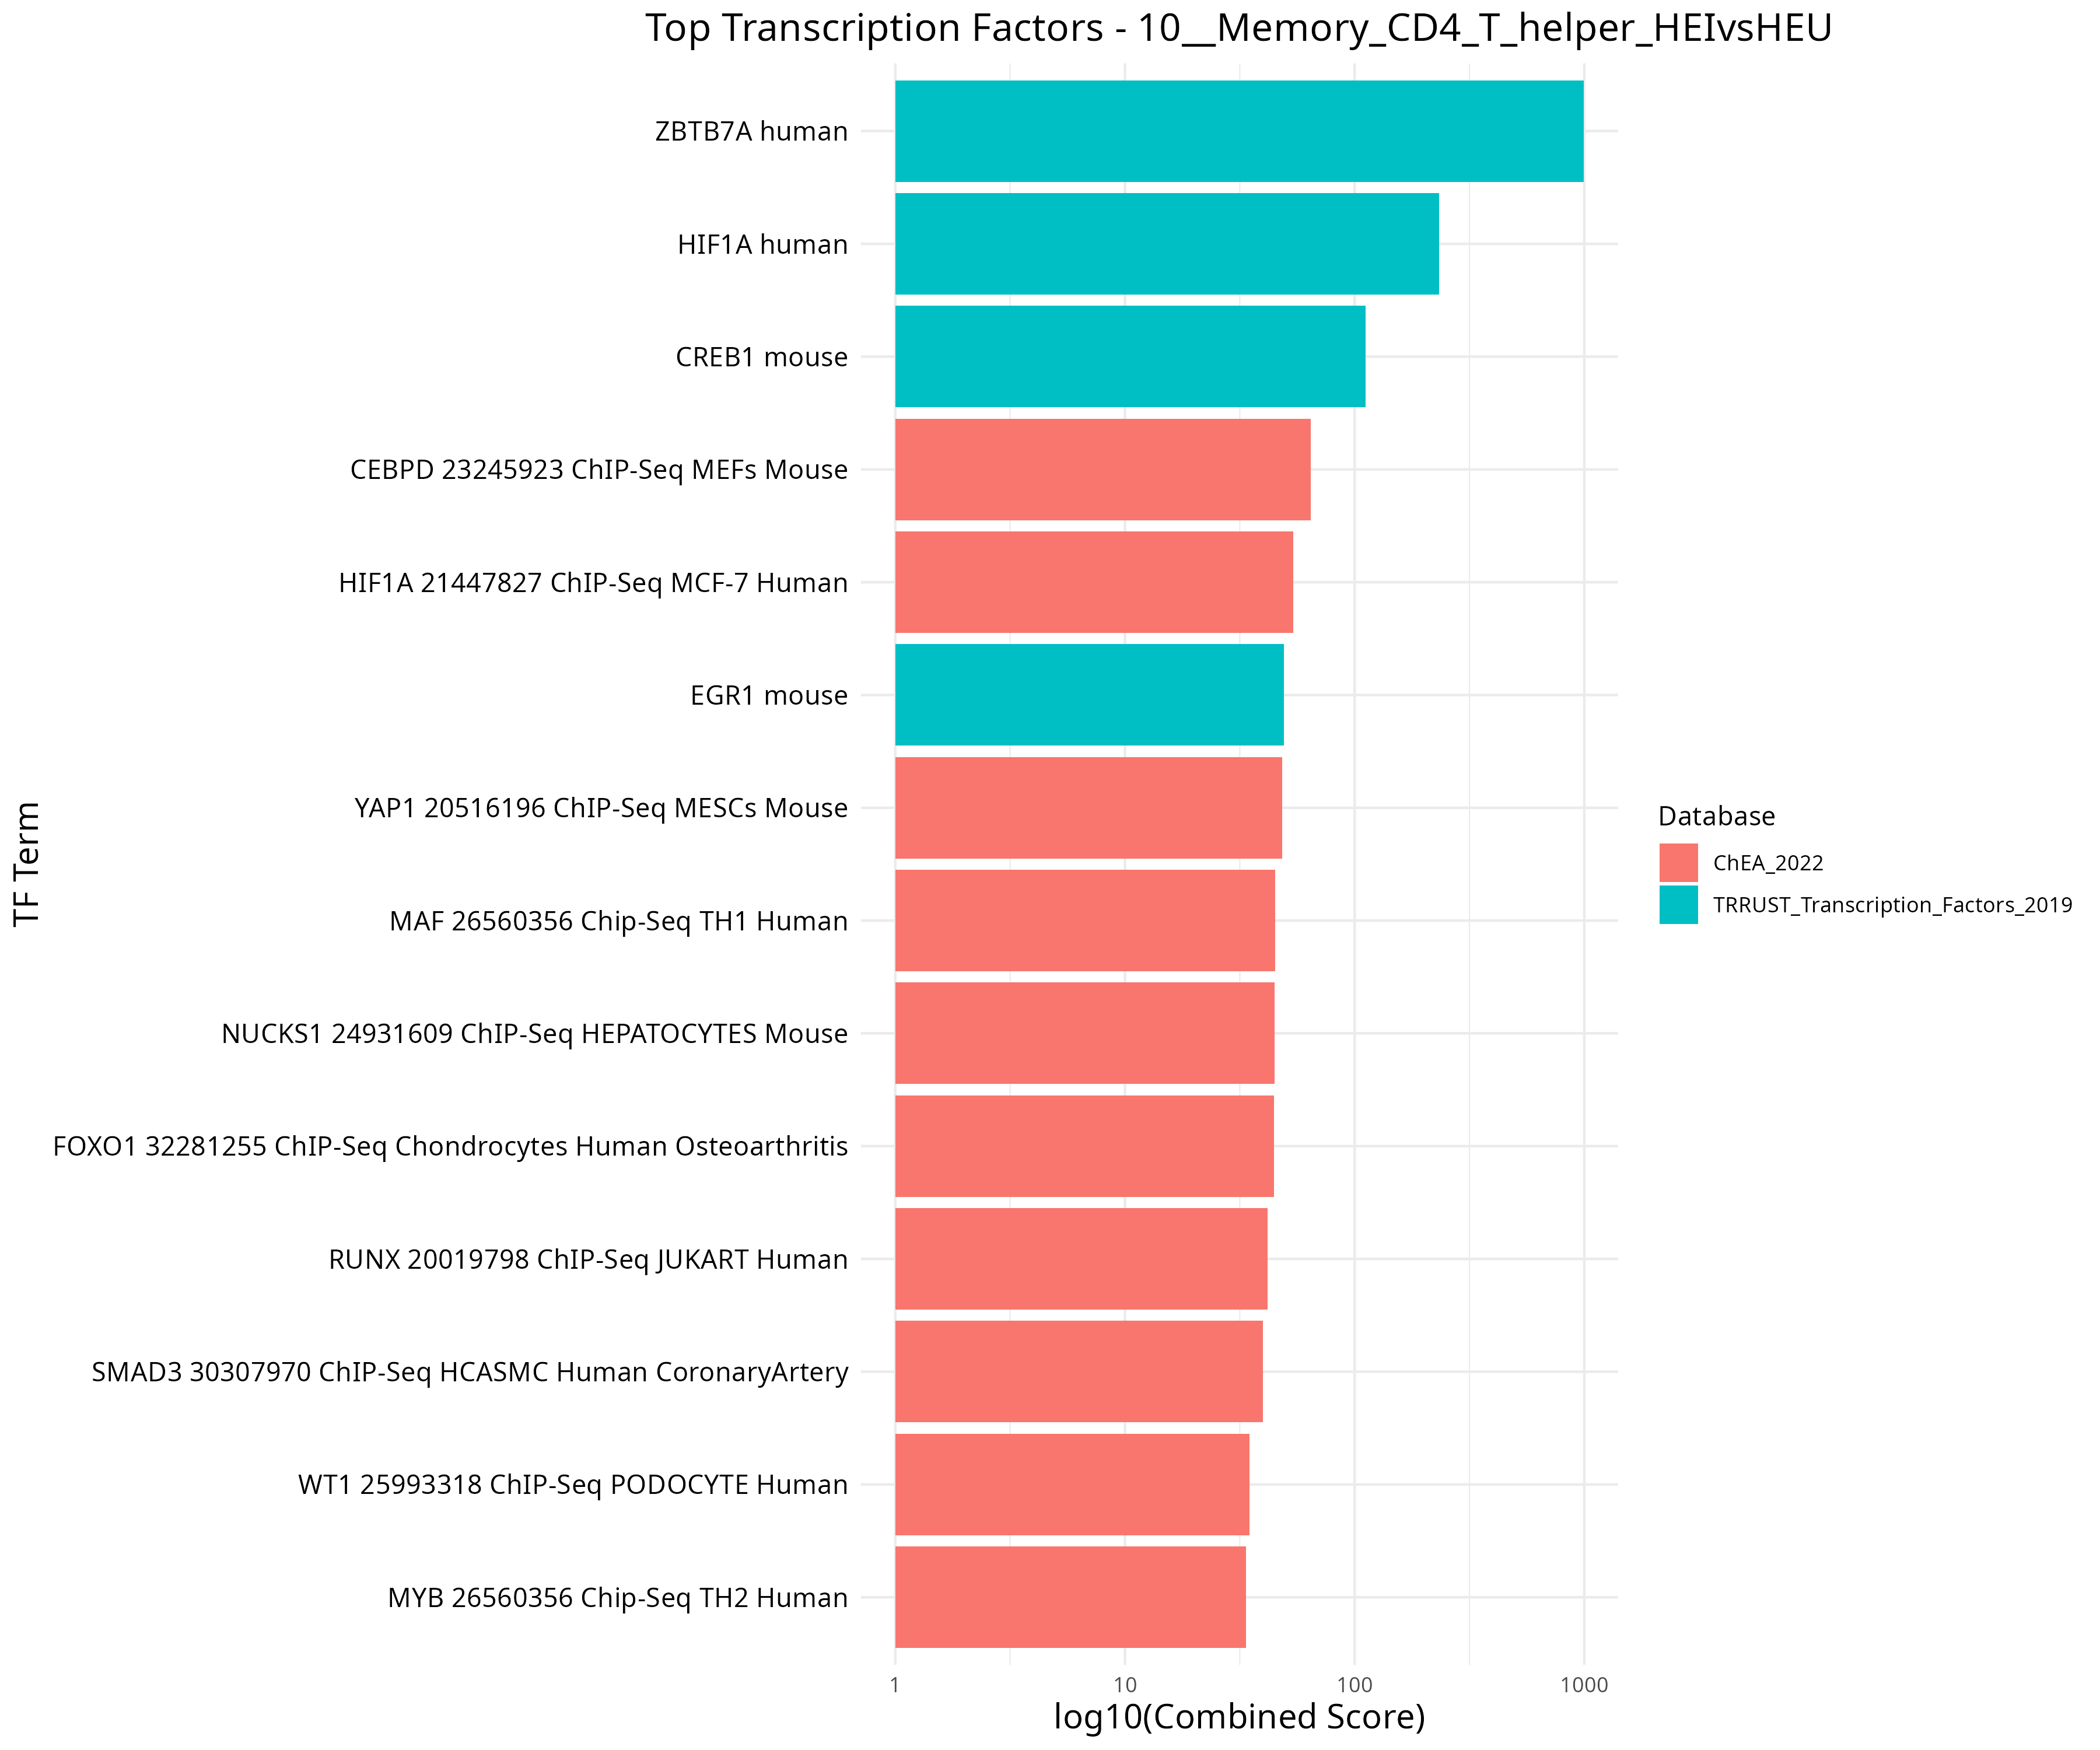 Top Transcription Factors - 10__Memory_CD4_T_helper_HEIvsHEU
TF Term
ZBTB7A human
HIF1A human
CREB1 mouse
CEBPD 23245923 ChIP-Seq MEFs Mouse
HIF1A 21447827 ChIP-Seq MCF-7 Human
EGR1 mouse
YAP1 20516196 ChIP-Seq MESCs Mouse
MAF 26560356 Chip-Seq TH1 Human
NUCKS1 24931609 ChIP-Seq HEPATOCYTES Mouse
FOXO1 32281255 ChIP-Seq Chondrocytes Human Osteoarthritis
RUNX 20019798 ChIP-Seq JUKART Human
SMAD3 30307970 ChIP-Seq HCASMC Human CoronaryArtery
WT1 25993318 ChIP-Seq PODOCYTE Human
MYB 26560356 Chip-Seq TH2 Human
1 10 100 1000
log10(Combined Score)
Database
ChEA_2022
TRRUST_Transcription_Factors_2019